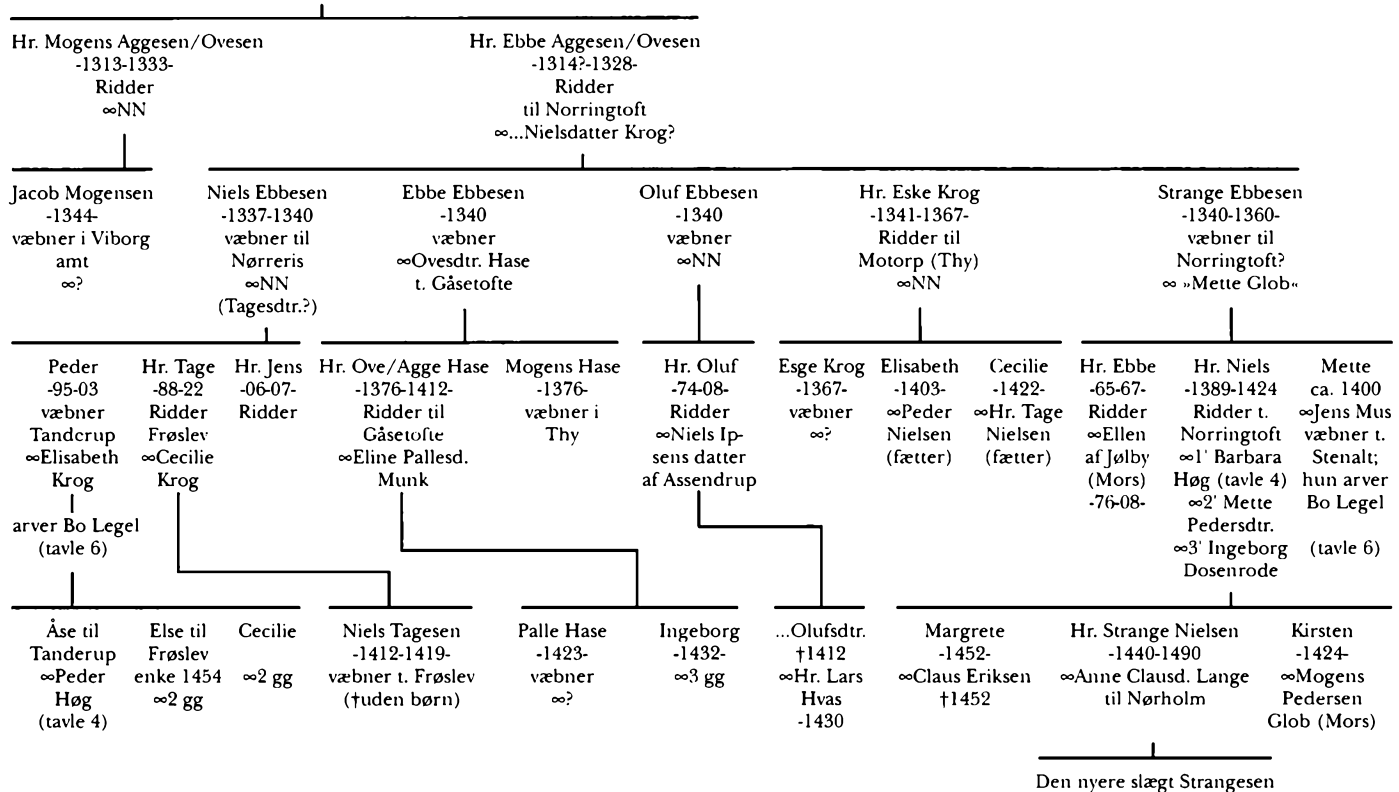 Hr. Mogens Aggesen/Ovesen
-1313-1333-
Ridder
∞NN
Hr. Ebbe Aggesen/Ovesen
-1314?-1328-
Ridder
til Norringtoft
∞...Nielsdatter Krog?
Jacob Mogensen
-1344-
væbner i Viborg
amt
∞?
Niels Ebbesen
-1337-1340
væbner til
Nørreris
∞NN
(Tagesdtr.?)
Ebbe Ebbesen
-1340
væbner
∞Ovesdtr. Hase
t. Gåsetofte
Oluf Ebbesen
-1340
væbner
∞NN
Hr. Eske Krog
-1341-1367-
Ridder til
Motorp (Thy)
∞NN
Strange Ebbesen
-1340-1360-
væbner til
Norringtoft?
∞ »Mette Glob«
Peder
-95-03
væbner
Tanderup
∞Elisabeth
Krog
arver Bo Legel
(tavle 6)
Hr. Tage
-88-22
Ridder
Frøslev
∞Cecilie
Krog
Hr. Jens
-06-07-
Ridder
Hr. Ove/Agge Hase
-1376-1412-
Ridder til
Gåsetofte
∞Eline Pallesd.
Munk
Mogens Hase
-1376-
væbner i
Thy
Hr. Oluf
-74-08-
Ridder
∞Niels Ip-
sens datter
af Assendrup
Esge Krog
-1367-
væbner
∞?
Elisabeth
-1403-
∞Peder
Nielsen
(fætter)
Cecilie
-1422-
∞Hr. Tage
Nielsen
(fætter)
Hr. Ebbe
-65-67-
Ridder
∞Ellen
af Jølby
(Mors)
-76-08-
Hr. Niels
-1389-1424
Ridder t.
Norringtoft
∞1' Barbara
Høg (tavle 4)
∞2' Mette
Pedersdtr.
∞3' Ingeborg
Dosenrode
Mette
ca. 1400
∞Jens Mus
væbner t.
Stenalt;
hun arver
Bo Legel
(tavle 6)
Åse til
Tanderup
∞Peder
Høg
(tavle 4)
Else til
Frøslev
enke 1454
∞2 gg
Cecilie
∞2 gg
Niels Tagesen
-1412-1419-
væbner t. Frøslev
(†uden børn)
Palle Hase
-1423-
væbner
∞?
Ingeborg
-1432-
∞3 gg
...Olufsdtr.
†1412
∞Hr. Lars
Hvas
-1430
Margrete
-1452-
∞Claus Eriksen
†1452
Hr. Strange Nielsen
-1440-1490
∞Anne Clausd. Lange
til Nørholm
Kirsten
-1424-
∞Mogens
Pedersen
Glob (Mors)
Den nyere slægt Strangesen